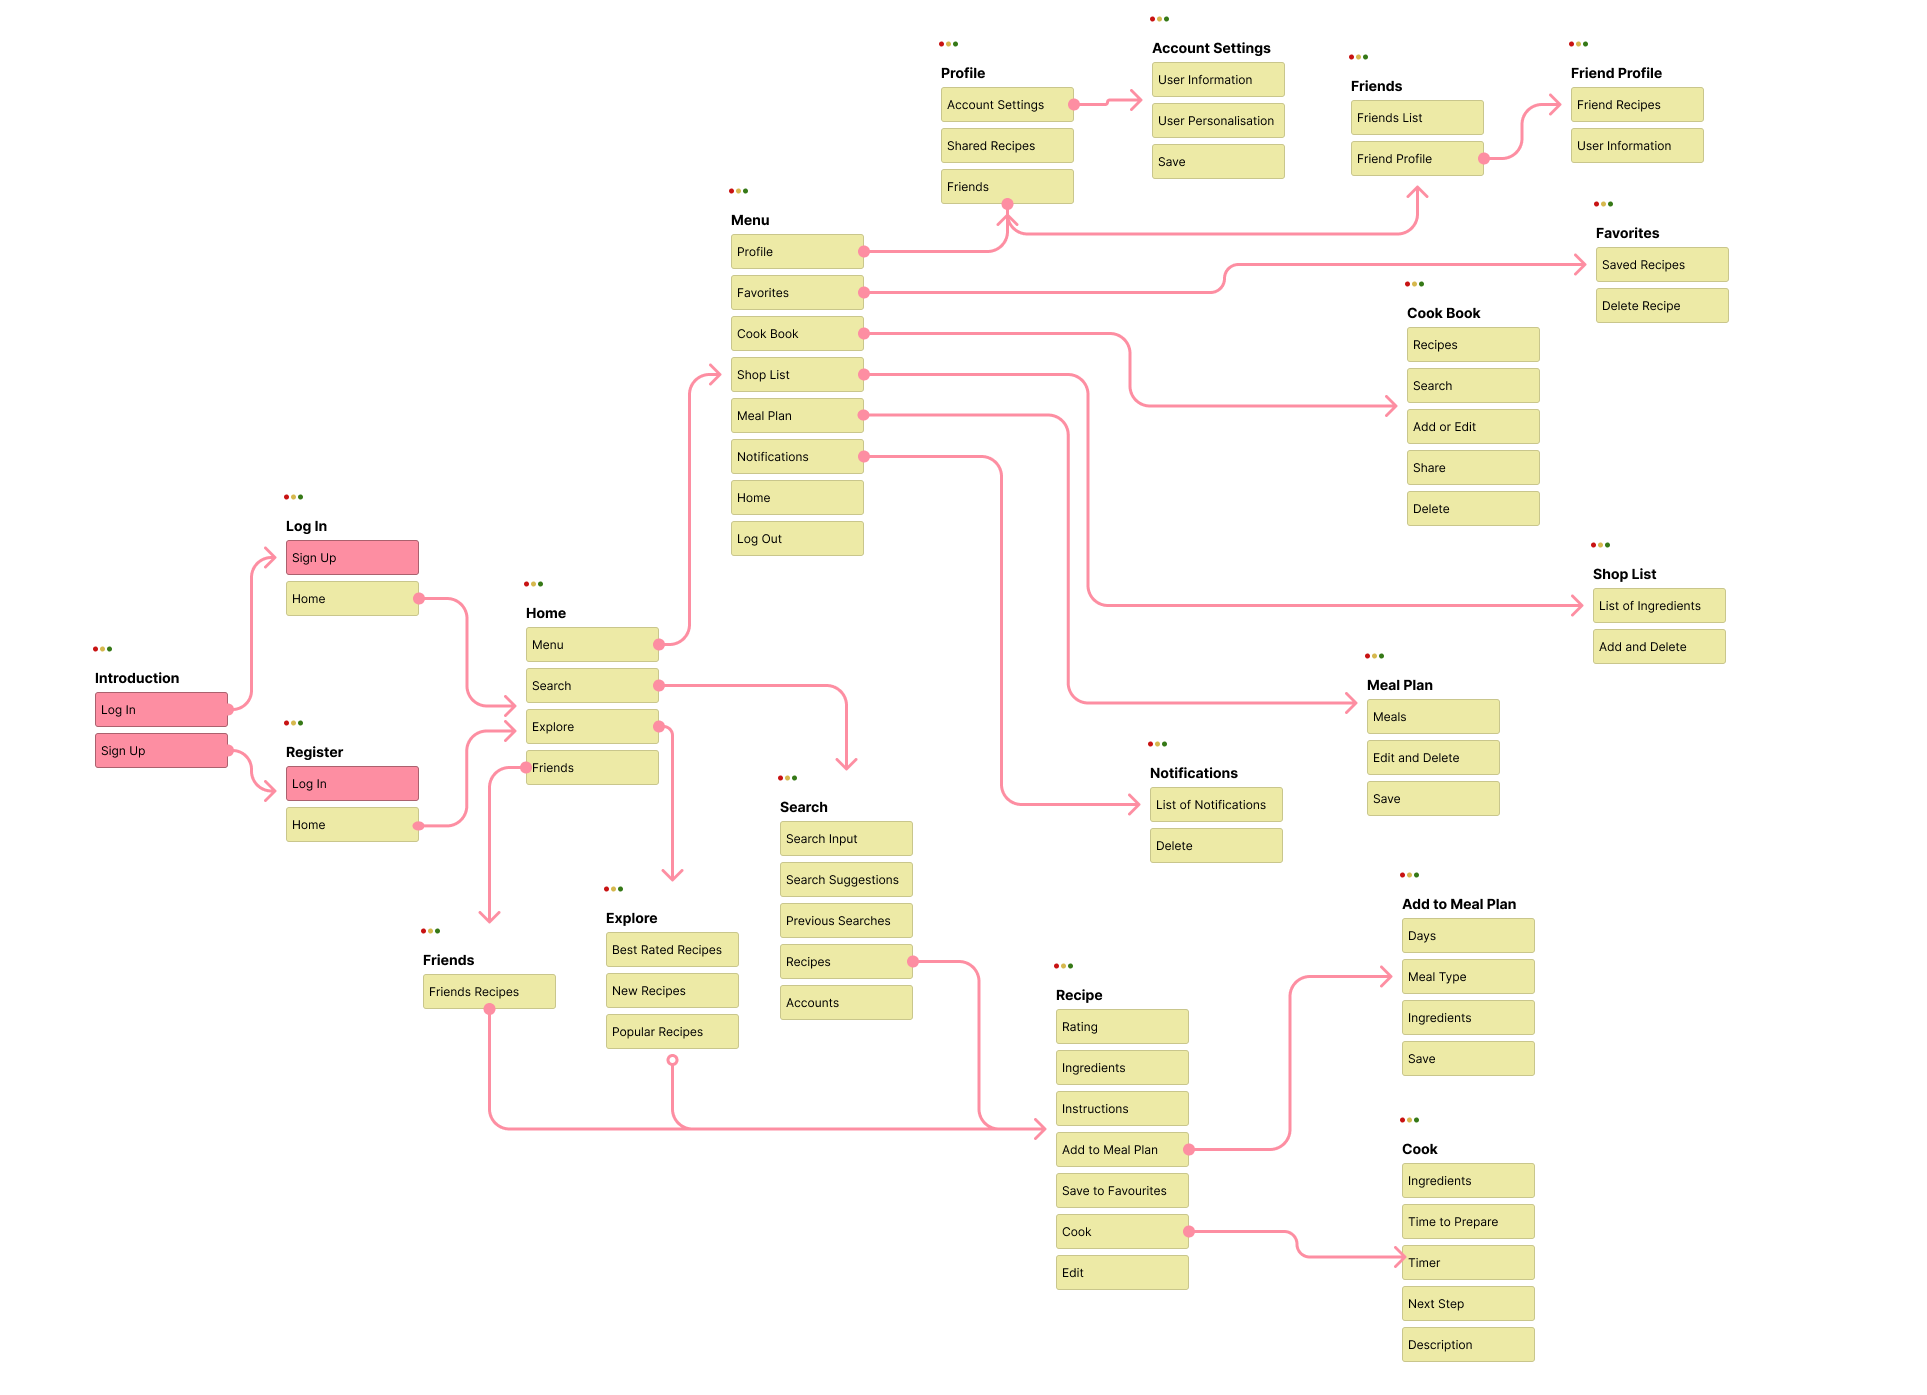 Account Settings
User Information
User Personalisation
Save
Profile
Account Settings
Shared Recipes
Friends
Friends
Friends List
Friend Profile
Friend Profile
Friend Recipes
User Information
Menu
Profile
Favorites
Cook Book
Shop List
Meal Plan
Notifications
Home
Log Out
Favorites
Saved Recipes
Delete Recipe
Cook Book
Recipes
Search
Add or Edit
Share
Delete
Log In
Sign Up
Home
Shop List
List of Ingredients
Add and Delete
Home
Menu
Search
Explore
Friends
Introduction
Log In
Sign Up
Meal Plan
Meals
Edit and Delete
Save
Register
Log In
Home
Notifications
List of Notifications
Delete
Search
Search Input
Search Suggestions
Previous Searches
Recipes
Accounts
Add to Meal Plan
Days
Meal Type
Ingredients
Save
Explore
Best Rated Recipes
New Recipes
Popular Recipes
Friends
Friends Recipes
Recipe
Rating
Ingredients
Instructions
Add to Meal Plan
Save to Favourites
Cook
Edit
Cook
Ingredients
Time to Prepare
Timer
Next Step
Description